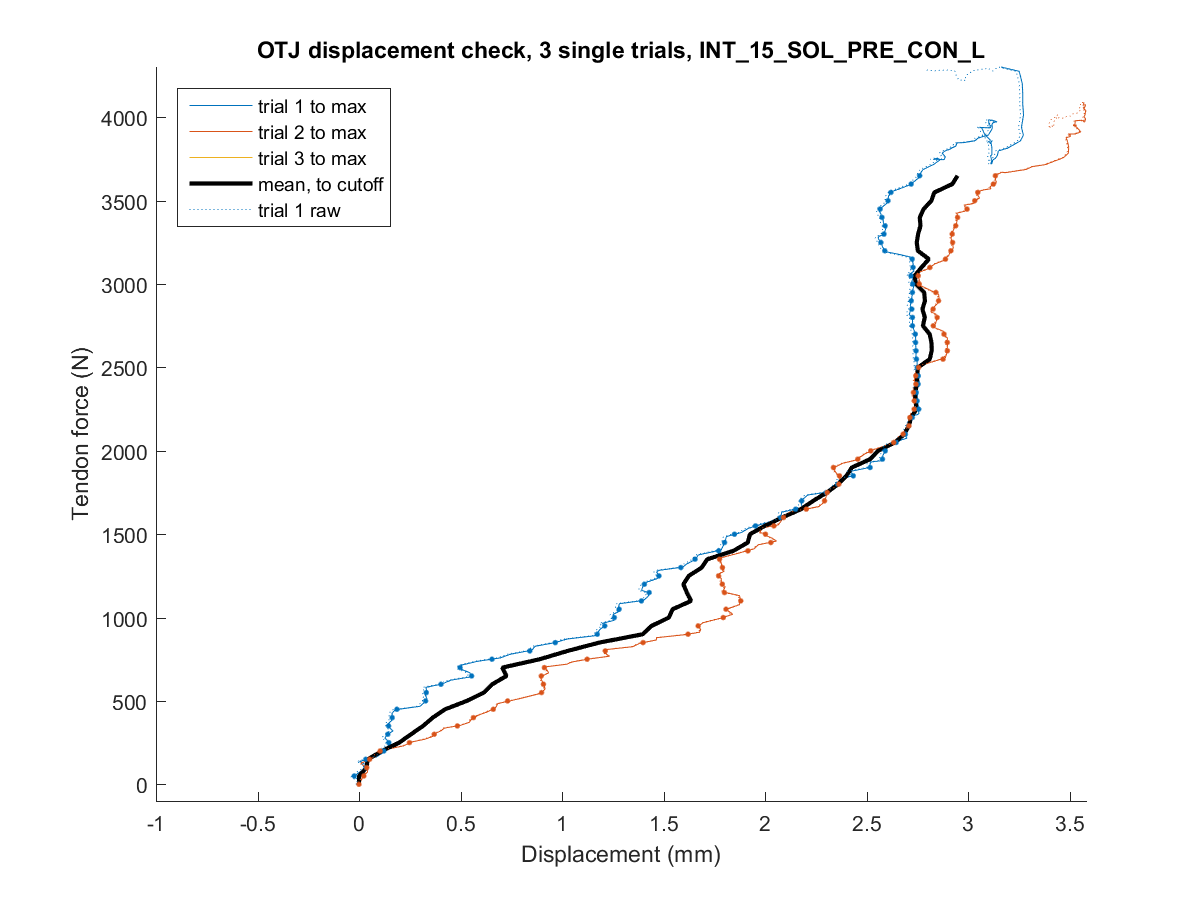 OTJ displacement check, 3 single trials, INT_15_SOL_PRE_CON_L
trial 1 to max
trial 2 to max
trial 3 to max
mean, to cutoff
trial 1 raw
Tendon force (N)
4000
3500
3000
2500
2000
1500
1000
500
0
-1
-0.5
0
0.5
1
1.5
2
2.5
3
3.5
Displacement (mm)